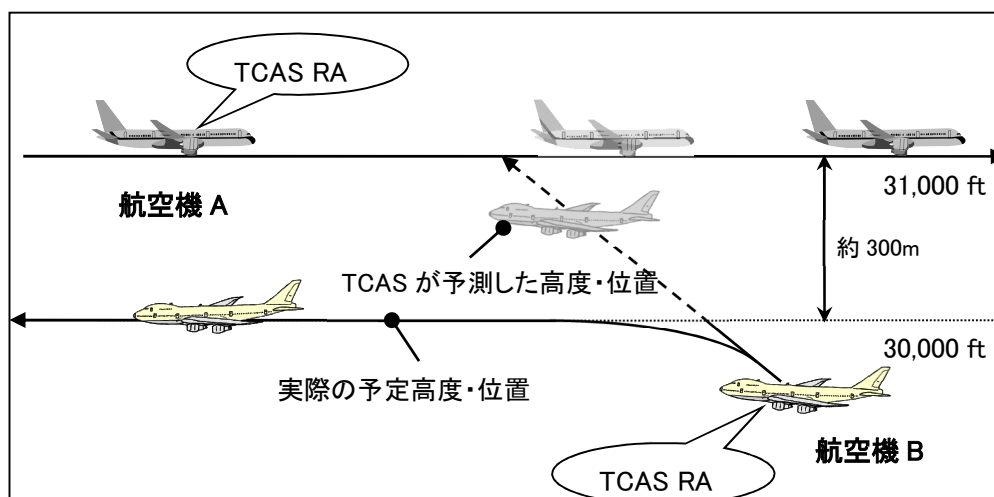 TCAS RA
航空機 A
31,000 ft
約 300m
TCAS が予測した高度・位置
30,000 ft
実際の予定高度・位置
航空機 B
TCAS RA